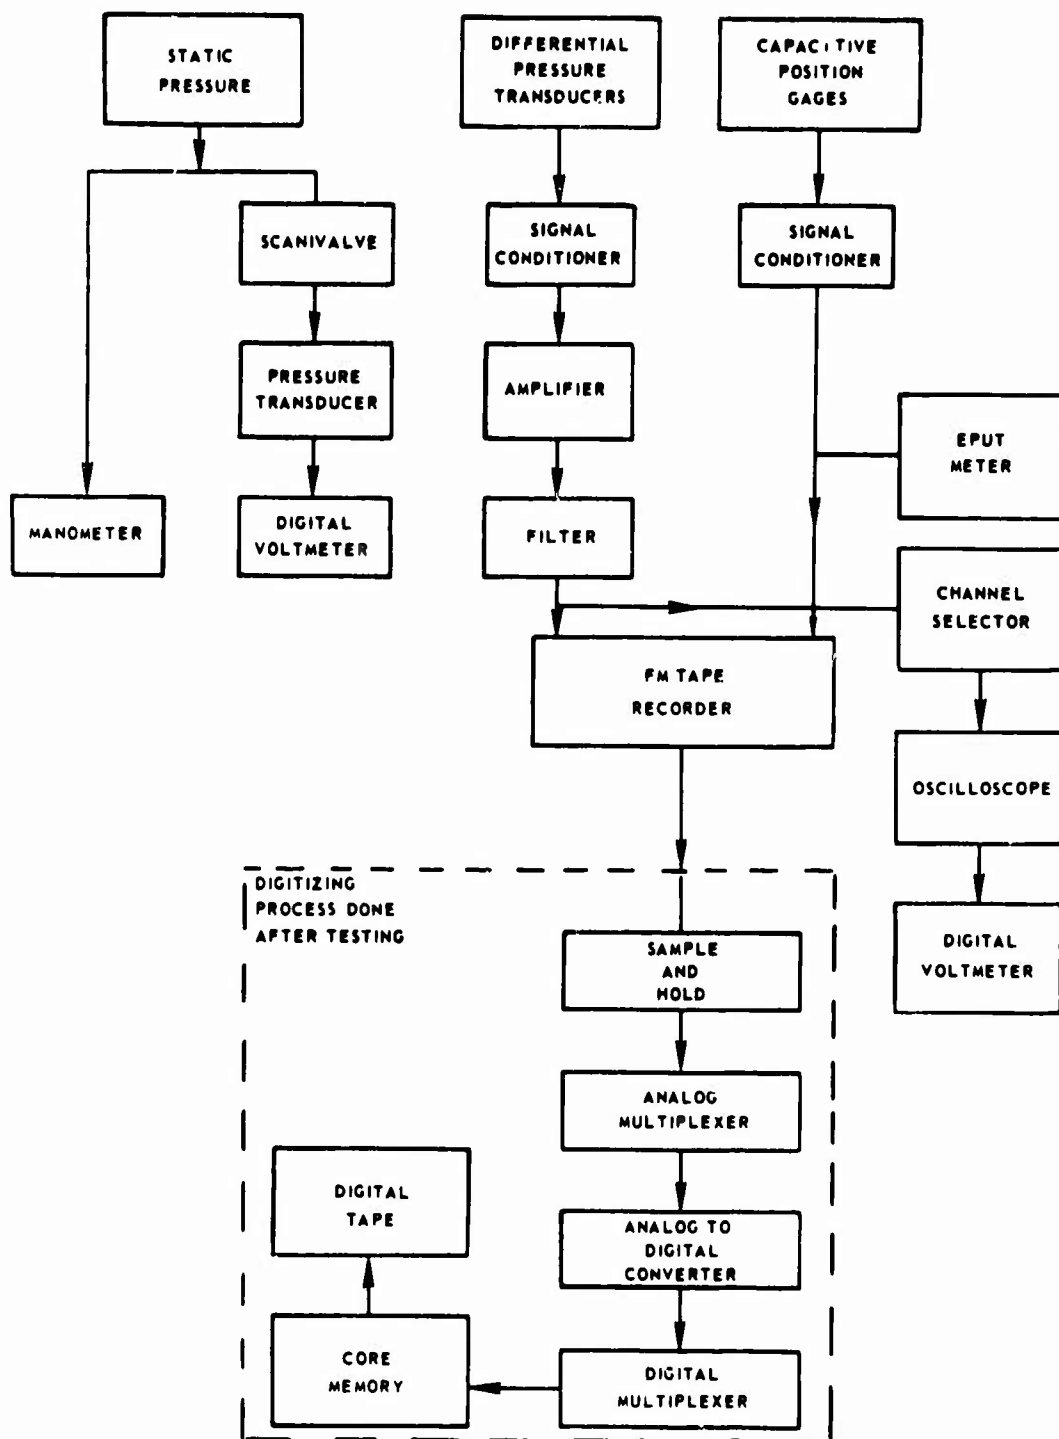 STATIC
PRESSURE
DIFFERENTIAL
PRESSURE
TRANSDUCERS
CAPACITIVE
POSITION
GAGES
SCANIVALVE
SIGNAL
CONDITIONER
SIGNAL
CONDITIONER
PRESSURE
TRANSDUCER
AMPLIFIER
EPUT
METER
MANOMETER
DIGITAL
VOLTMETER
FILTER
CHANNEL
SELECTOR
FM TAPE
RECORDER
OSCILLOSCOPE
DIGITIZING
PROCESS DONE
AFTER TESTING
SAMPLE
AND
HOLD
DIGITAL
VOLTMETER
ANALOG
MULTIPLEXER
DIGITAL
TAPE
ANALOG TO
DIGITAL
CONVERTER
CORE
MEMORY
DIGITAL
MULTIPLEXER